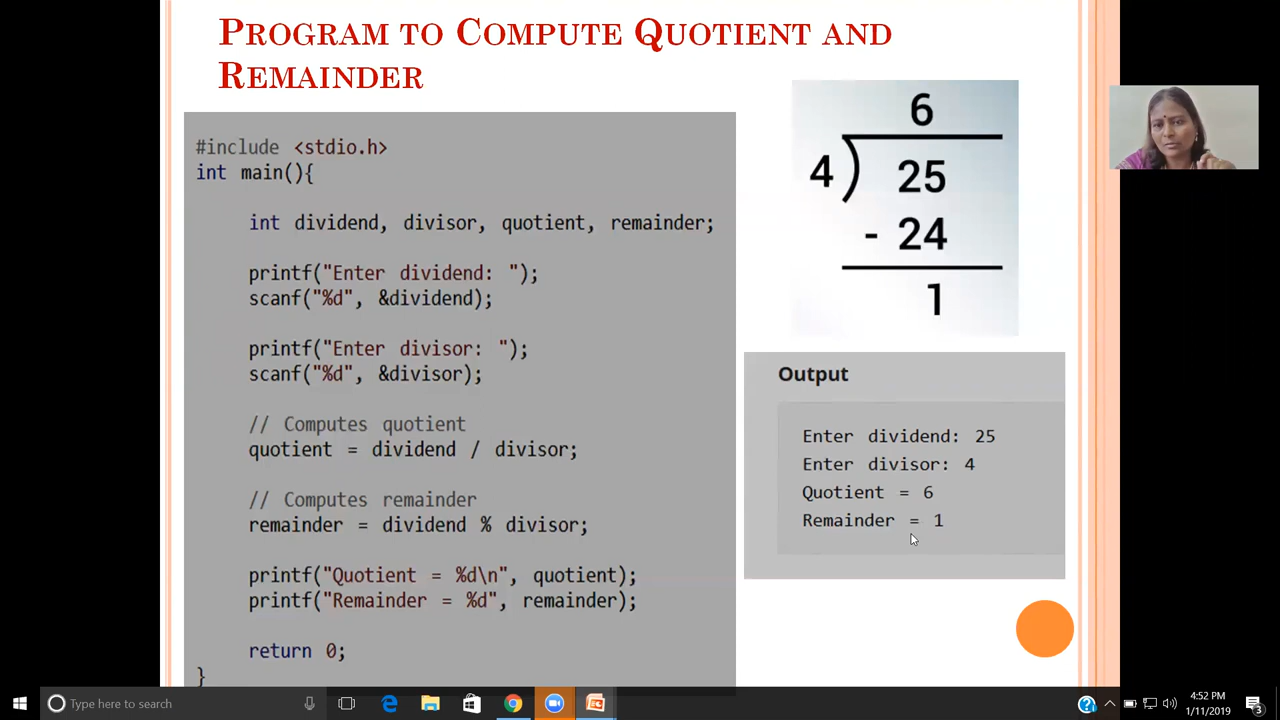 PROGRAM TO COMPUTE QUOTIENT AND
REMAINDER
#include <stdio.h>
int main(){
int dividend, divisor, quotient, remainder;
printf("Enter dividend: ");
scanf("%d", &dividend);
printf("Enter divisor: ");
scanf("%d", &divisor);
// Computes quotient
quotient = dividend / divisor;
// Computes remainder
remainder = dividend % divisor;
printf("Quotient = %d\n", quotient);
printf("Remainder = %d", remainder);
return 0;
}
6
4 ) 25
- 24
1
Output
Enter dividend: 25
Enter divisor: 4
Quotient = 6
Remainder = 1
Type here to search
4:52 PM
1/11/2019
3